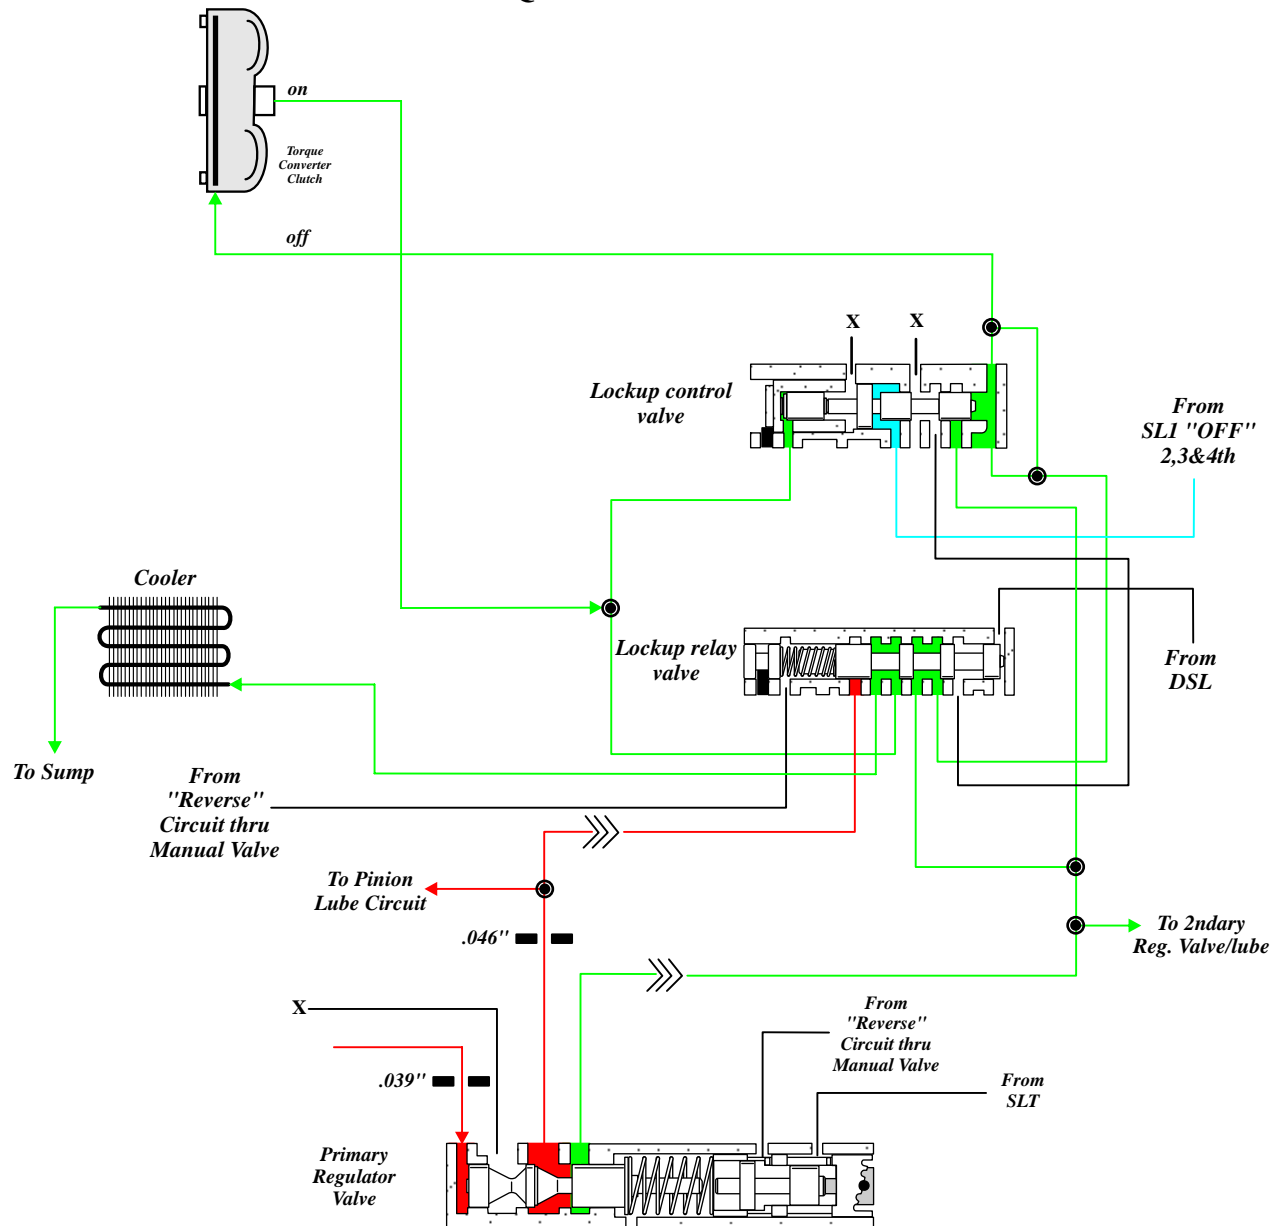 on
Torque
Converter
Clutch
off
X
X
Lockup control
valve
From
SL1 "OFF"
2,3&4th
Cooler
Lockup relay
valve
From
DSL
To Sump
From
"Reverse"
Circuit thru
Manual Valve
To Pinion
Lube Circuit
.046"
To 2ndary
Reg. Valve/lube
X
From
"Reverse"
Circuit thru
Manual Valve
.039"
From
SLT
Primary
Regulator
Valve